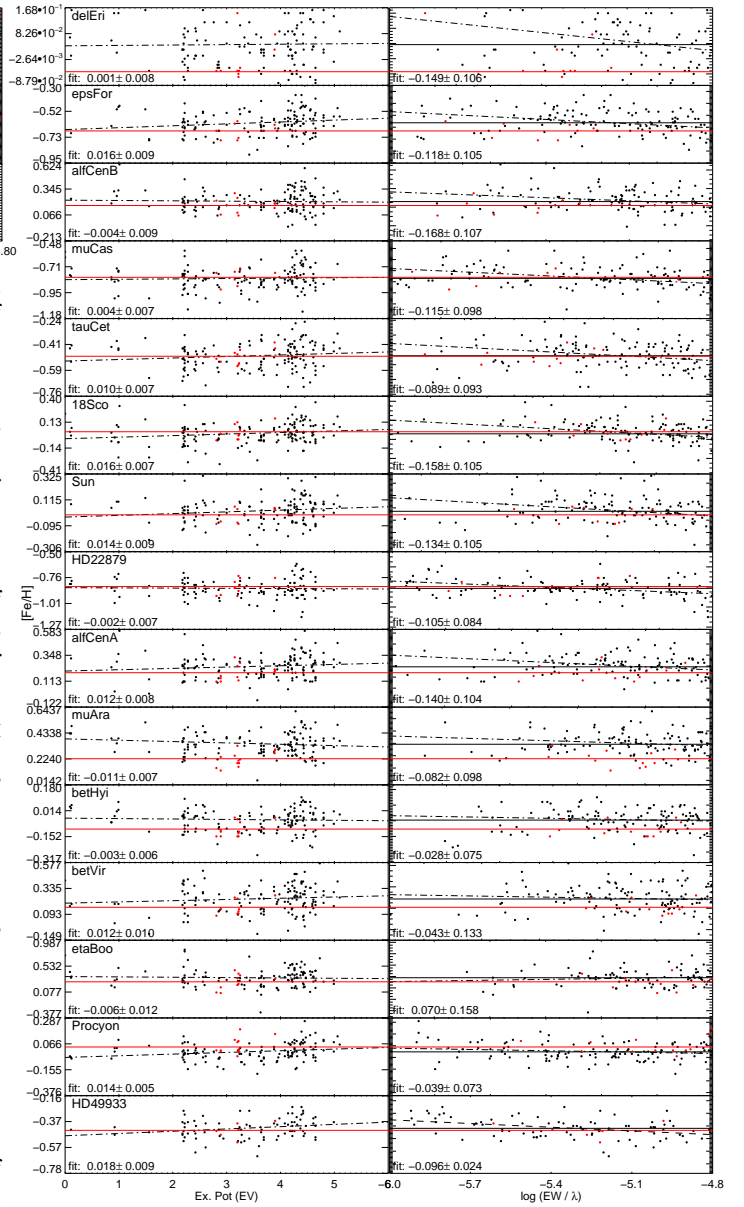 1.68•10⁻¹
8.26•10⁻²
−2.64•10⁻³
−8.79•10⁻²
delEri
fit: 0.001± 0.008
fit: −0.149± 0.106
−0.30
−0.52
−0.73
−0.95
epsFor
fit: 0.016± 0.009
fit: −0.118± 0.105
0.624
0.345
0.066
−0.213
alfCenB
fit: −0.004± 0.009
fit: −0.168± 0.107
.80
−0.48
−0.71
−0.95
−1.18
muCas
fit: 0.004± 0.007
fit: −0.115± 0.098
−0.24
−0.41
−0.59
−0.76
tauCet
fit: 0.010± 0.007
fit: −0.089± 0.093
0.40
0.13
−0.14
−0.41
18Sco
fit: 0.016± 0.007
fit: −0.158± 0.105
0.325
0.115
−0.095
−0.306
Sun
fit: 0.014± 0.009
fit: −0.134± 0.105
−0.50
−0.76
−1.01
−1.27
HD22879
fit: −0.002± 0.007
fit: −0.105± 0.084
[Fe/H]
0.583
0.348
0.113
−0.122
alfCenA
fit: 0.012± 0.008
fit: −0.140± 0.104
0.6437
0.4338
0.2240
0.0142
muAra
fit: −0.011± 0.007
fit: −0.082± 0.098
0.180
0.014
−0.152
−0.317
betHyi
fit: −0.003± 0.006
fit: −0.028± 0.075
0.577
0.335
0.093
−0.149
betVir
fit: 0.012± 0.010
fit: −0.043± 0.133
0.987
0.532
0.077
−0.377
etaBoo
fit: −0.006± 0.012
fit: 0.070± 0.158
0.287
0.066
−0.155
−0.376
Procyon
fit: 0.014± 0.005
fit: −0.039± 0.073
−0.16
−0.37
−0.57
−0.78
HD49933
fit: 0.018± 0.009
fit: −0.096± 0.024
0 1 2 3 4 5 −6.0 −5.7 −5.4 −5.1 −4.8
Ex. Pot (EV)
log (EW / λ)